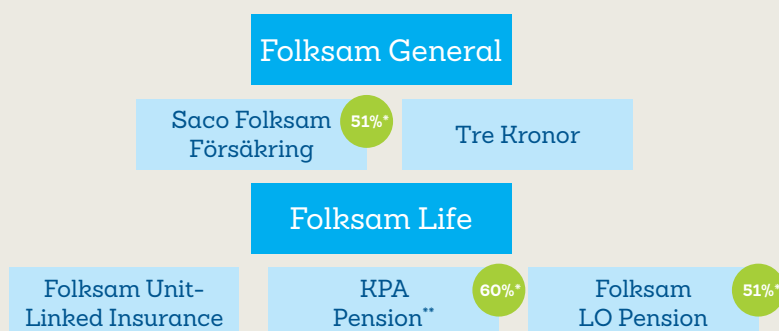 Folksam General
Saco Folksam
Försäkring
51%*
Tre Kronor
Folksam Life
Folksam Unit-
Linked Insurance
KPA
Pension**
60%*
Folksam
LO Pension
51%*